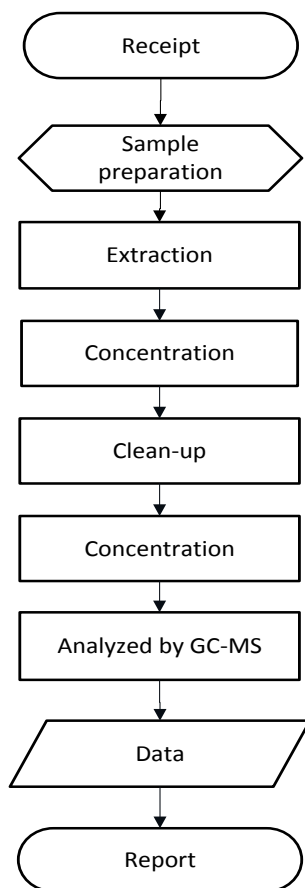 Receipt
Sample
preparation
Extraction
Concentration
Clean-up
Concentration
Analyzed by GC-MS
Data
Report